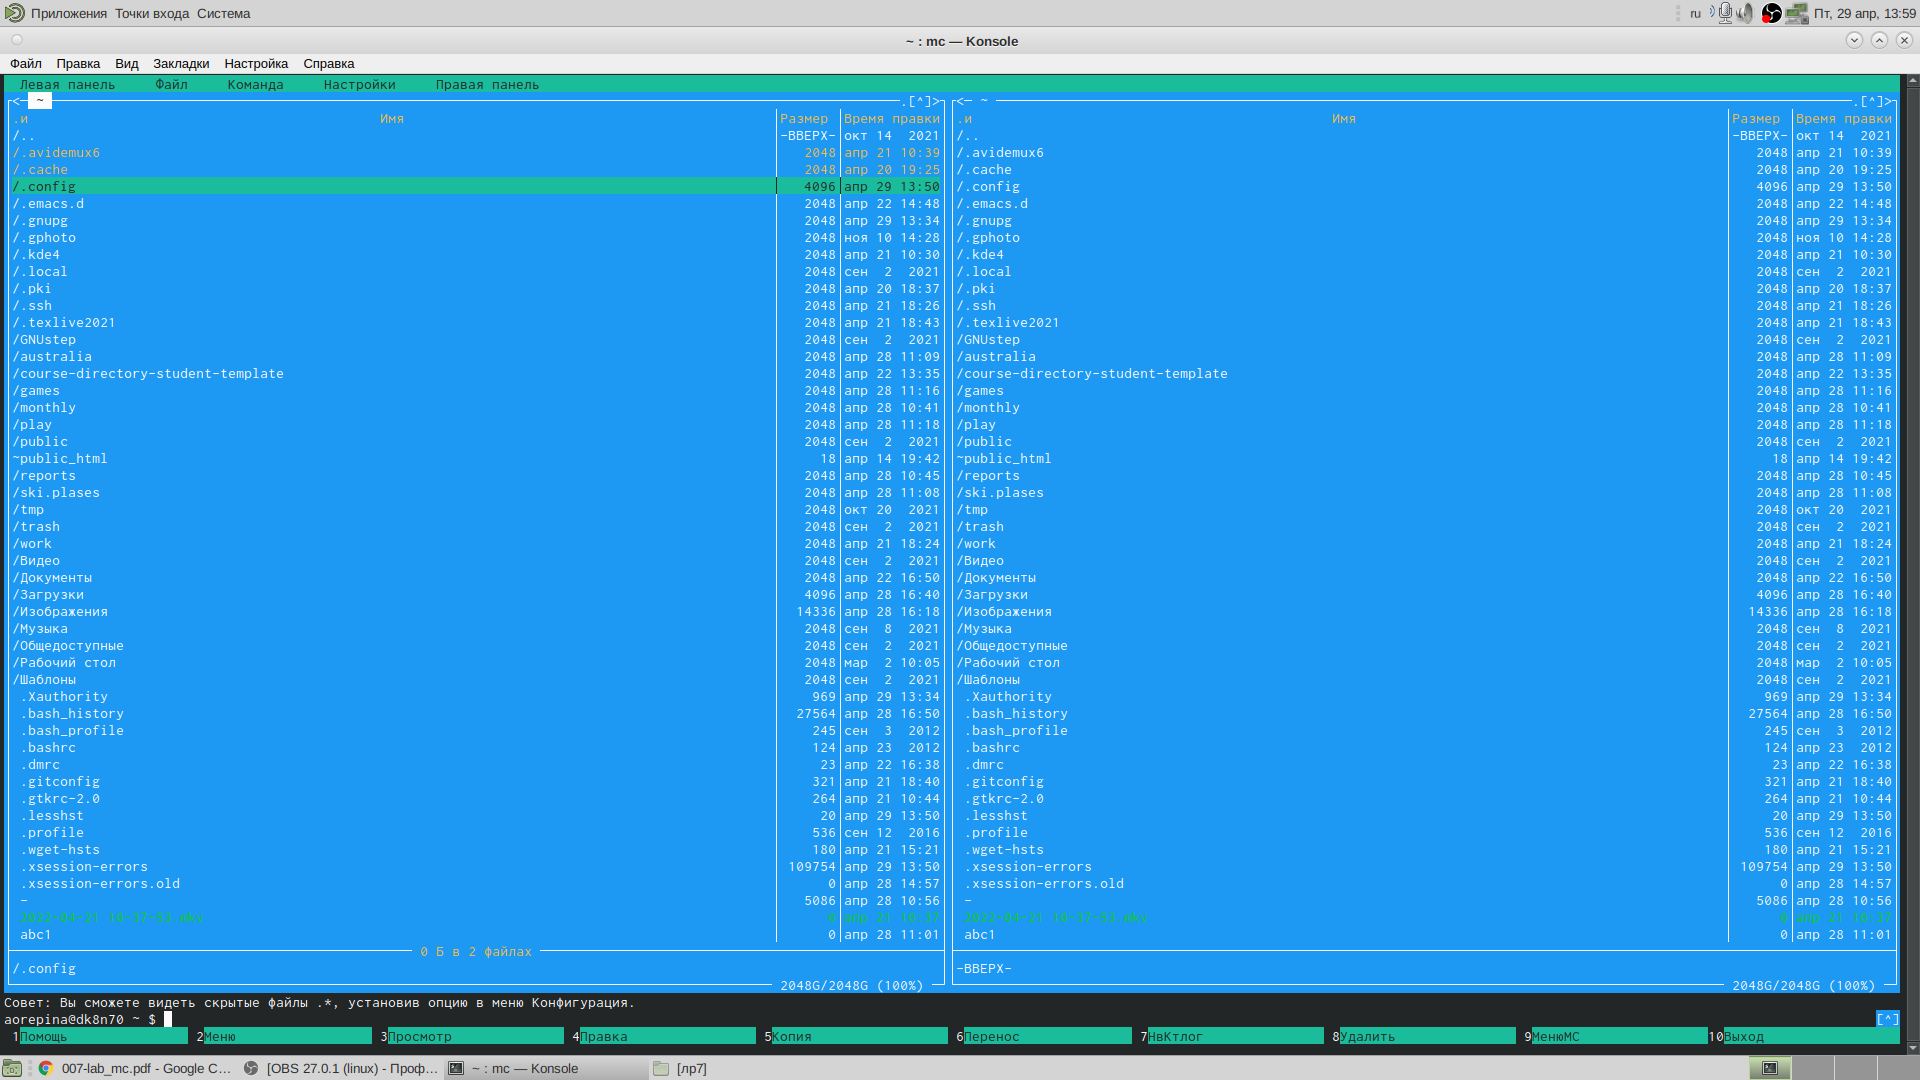 Приложения Точки входа Система
ru
Пт, 29 апр, 13:59
~ : mc — Konsole
Файл Правка Вид Закладки Настройка Справка
Левая панель Файл Команда Настройки Правая панель
<─ ~ .[^]> <─ ~ .[^]>
.и Имя Размер Время правки .и Имя Размер Время правки
/.. -ВВЕРХ- окт 14 2021 /.. -ВВЕРХ- окт 14 2021
/.avidemux6 2048 апр 21 10:39 /.avidemux6 2048 апр 21 10:39
/.cache 2048 апр 20 19:25 /.cache 2048 апр 20 19:25
/.config 4096 апр 29 13:50 /.config 4096 апр 29 13:50
/.emacs.d 2048 апр 22 14:48 /.emacs.d 2048 апр 22 14:48
/.gnupg 2048 апр 29 13:34 /.gnupg 2048 апр 29 13:34
/.gphoto 2048 ноя 10 14:28 /.gphoto 2048 ноя 10 14:28
/.kde4 2048 апр 21 10:30 /.kde4 2048 апр 21 10:30
/.local 2048 сен 2 2021 /.local 2048 сен 2 2021
/.pki 2048 апр 20 18:37 /.pki 2048 апр 20 18:37
/.ssh 2048 апр 21 18:26 /.ssh 2048 апр 21 18:26
/.texlive2021 2048 апр 21 18:43 /.texlive2021 2048 апр 21 18:43
/GNUstep 2048 сен 2 2021 /GNUstep 2048 сен 2 2021
/australia 2048 апр 28 11:09 /australia 2048 апр 28 11:09
/course-directory-student-template 2048 апр 22 13:35 /course-directory-student-template 2048 апр 22 13:35
/games 2048 апр 28 11:16 /games 2048 апр 28 11:16
/monthly 2048 апр 28 10:41 /monthly 2048 апр 28 10:41
/play 2048 апр 28 11:18 /play 2048 апр 28 11:18
/public 2048 сен 2 2021 /public 2048 сен 2 2021
~public_html 18 апр 14 19:42 ~public_html 18 апр 14 19:42
/reports 2048 апр 28 10:45 /reports 2048 апр 28 10:45
/ski.plases 2048 апр 28 11:08 /ski.plases 2048 апр 28 11:08
/tmp 2048 окт 20 2021 /tmp 2048 окт 20 2021
/trash 2048 сен 2 2021 /trash 2048 сен 2 2021
/work 2048 апр 21 18:24 /work 2048 апр 21 18:24
/Видео 2048 сен 2 2021 /Видео 2048 сен 2 2021
/Документы 2048 апр 22 16:50 /Документы 2048 апр 22 16:50
/Загрузки 4096 апр 28 16:40 /Загрузки 4096 апр 28 16:40
/Изображения 14336 апр 28 16:18 /Изображения 14336 апр 28 16:18
/Музыка 2048 сен 8 2021 /Музыка 2048 сен 8 2021
/Общедоступные 2048 сен 2 2021 /Общедоступные 2048 сен 2 2021
/Рабочий стол 2048 мар 2 10:05 /Рабочий стол 2048 мар 2 10:05
/Шаблоны 2048 сен 2 2021 /Шаблоны 2048 сен 2 2021
.Xauthority 969 апр 29 13:34 .Xauthority 969 апр 29 13:34
.bash_history 27564 апр 28 16:50 .bash_history 27564 апр 28 16:50
.bash_profile 245 сен 3 2012 .bash_profile 245 сен 3 2012
.bashrc 124 апр 23 2012 .bashrc 124 апр 23 2012
.dmrc 23 апр 22 16:38 .dmrc 23 апр 22 16:38
.gitconfig 321 апр 21 18:40 .gitconfig 321 апр 21 18:40
.gtkrc-2.0 264 апр 21 10:44 .gtkrc-2.0 264 апр 21 10:44
.lesshst 20 апр 29 13:50 .lesshst 20 апр 29 13:50
.profile 536 сен 12 2016 .profile 536 сен 12 2016
.wget-hsts 180 апр 21 15:21 .wget-hsts 180 апр 21 15:21
.xsession-errors 109754 апр 29 13:50 .xsession-errors 109754 апр 29 13:50
.xsession-errors.old 0 апр 28 14:57 .xsession-errors.old 0 апр 28 14:57
- 5086 апр 28 10:56 - 5086 апр 28 10:56
abc1 0 апр 28 11:01 abc1 0 апр 28 11:01
0 Б в 2 файлах
/.config -ВВЕРХ-
2048G/2048G (100%) 2048G/2048G (100%)
Совет: Вы сможете видеть скрытые файлы .*, установив опцию в меню Конфигурация.
aorepina@dk8n70 ~ $ [^]
1Помощь 2Меню 3Просмотр 4Правка 5Копия 6Перенос 7НвКтлог 8Удалить 9МенюMC 10Выход
007-lab_mc.pdf - Google C... [OBS 27.0.1 (linux) - Проф... ~ : mc — Konsole [лр7]